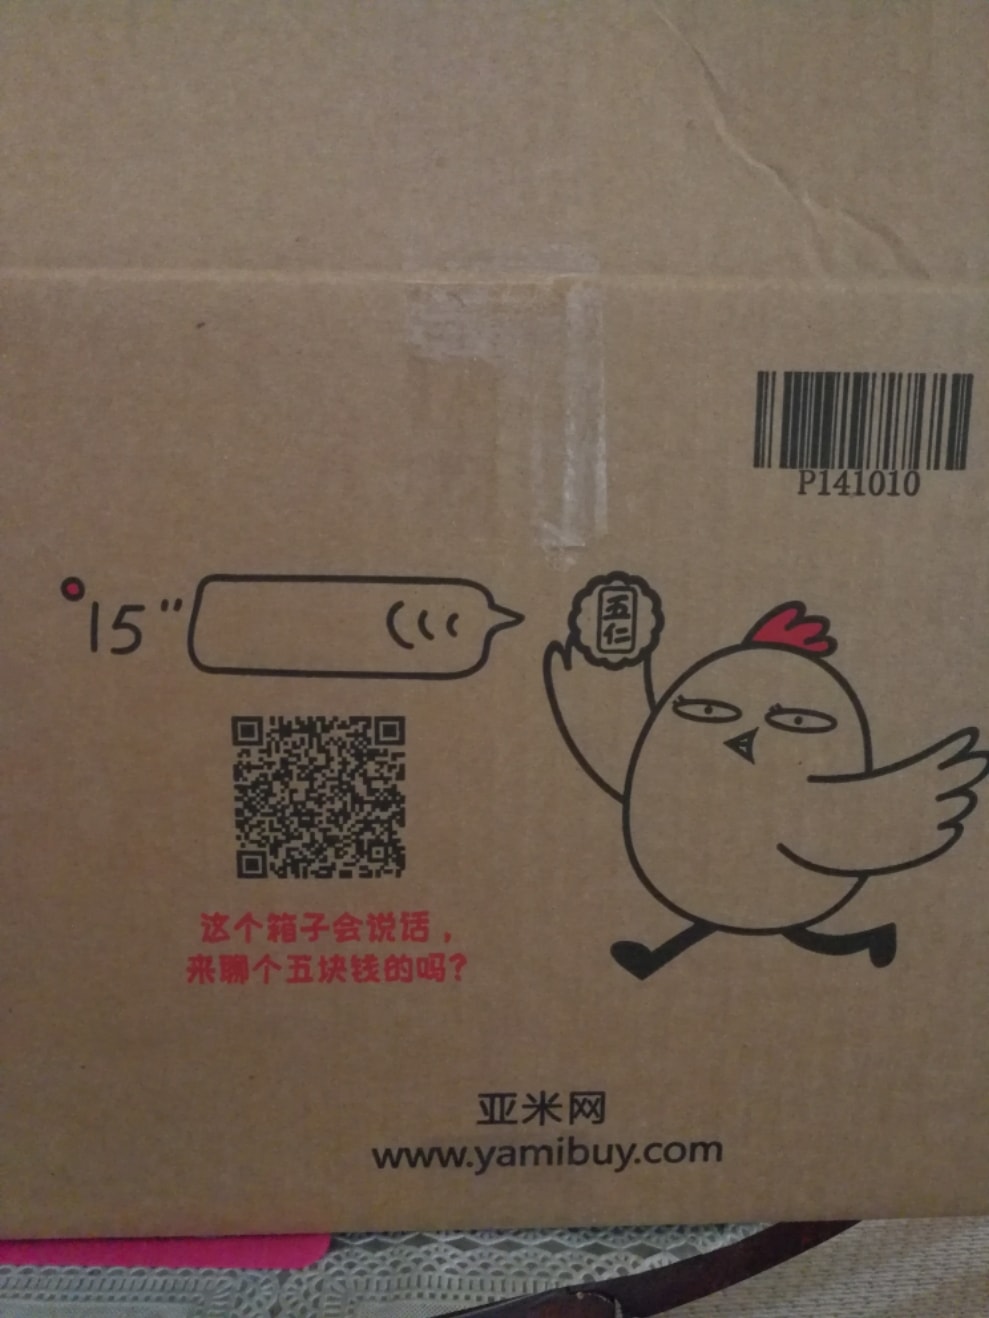 P141010
15"
五仁
这个箱子会说话，
来聊个五块钱的吗？
亚米网
www.yamibuy.com